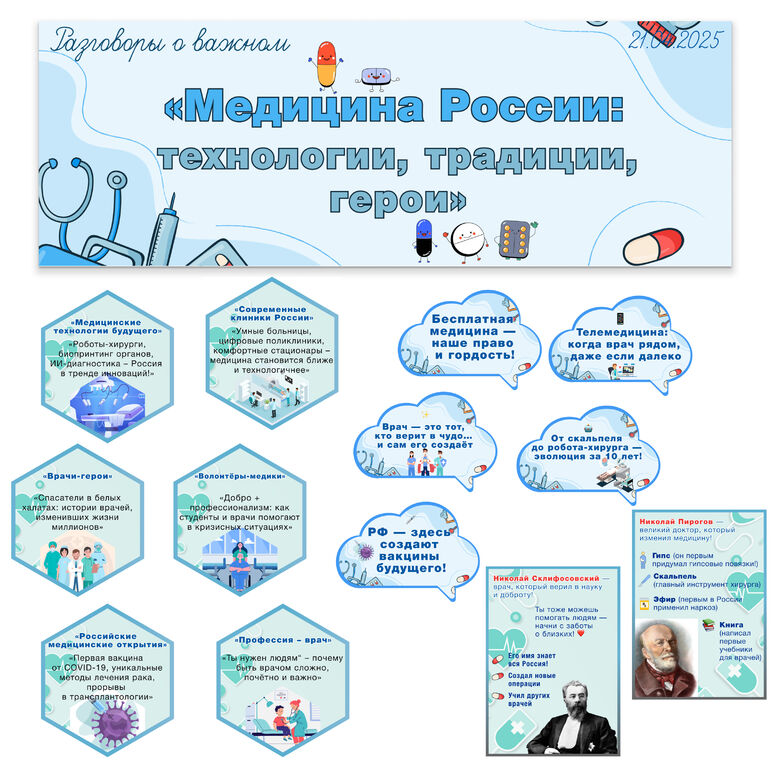 Разговоры о важном
«Медицина России:
технологии, традиции,
герои»
«Медицинские
технологии будущего»
«Роботы-хирурги,
биопринтинг органов,
ИИ-диагностика – Россия
в тренде инноваций!»
«Современные
клиники России»
«Умные больницы,
цифровые поликлиники,
комфортные стационары –
медицина становится ближе
и технологичнее»
Бесплатная
медицина —
наше право
и гордость!
Телемедицина:
когда врач рядом,
даже если далеко
Врач — это тот,
кто верит в чудо...
и сам его создаёт
От скальпеля
до робота-хирурга —
эволюция за 10 лет!
«Врачи-герои»
«Спасатели в белых
халатах: истории врачей,
изменивших жизни
миллионов»
«Волонтёры-медики»
«Добро +
профессионализм: как
студенты и врачи помогают
в кризисных ситуациях»
РФ — здесь
создают
вакцины
будущего!
«Российские
медицинские открытия»
"Первая вакцина
от COVID-19, уникальные
методы лечения рака,
прорывы
в трансплантологии»
«Профессия – врач»
«Ты нужен людям" – почему
быть врачом сложно,
почётно и важно»
Николай Склифосовский —
врач, который верил в науку
и доброту!
Ты тоже можешь
помогать людям —
начни с заботы
о близких!
Его имя знает
вся Россия!
Создал новые
операции
Учил других
врачей
Николай Пирогов —
великий доктор, который
изменил медицину!
Гипс (он первым
придумал гипсовые повязки!)
Скальпель
(главный инструмент хирурга)
Эфир (первым в России
применил наркоз)
Книга
(написал
первые
учебники
для врачей)